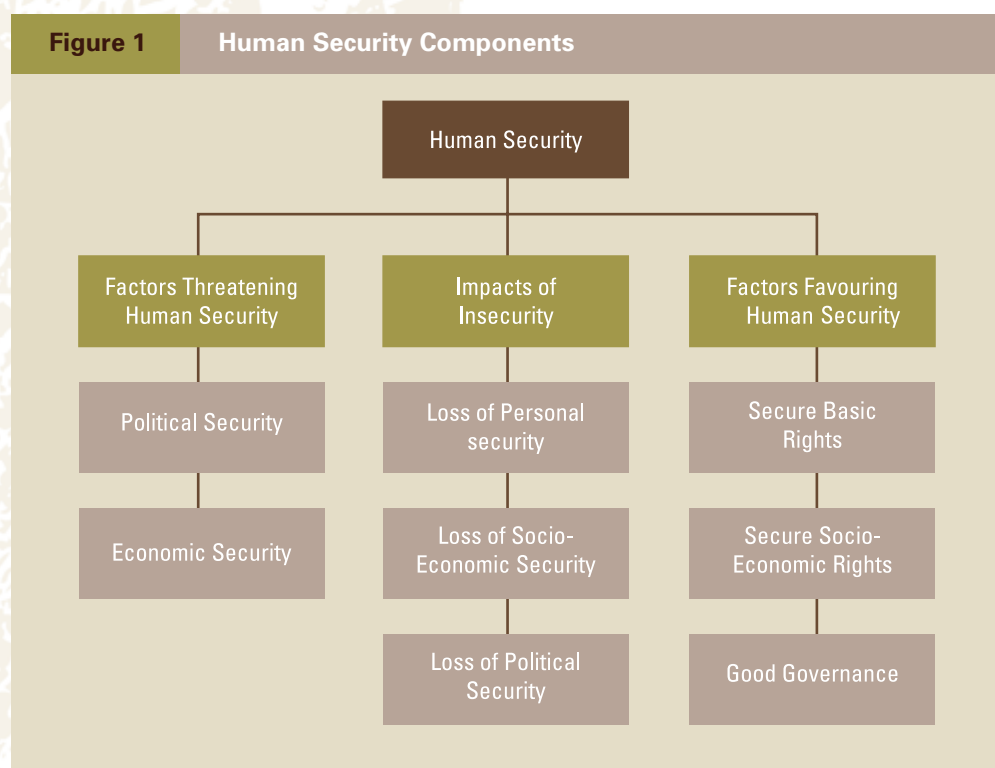 Figure 1
Human Security Components
Human Security
Factors Threatening
Human Security
Political Security
Economic Security
Impacts of
Insecurity
Loss of Personal
security
Loss of Socio-
Economic Security
Loss of Political
Security
Factors Favouring
Human Security
Secure Basic
Rights
Secure Socio-
Economic Rights
Good Governance